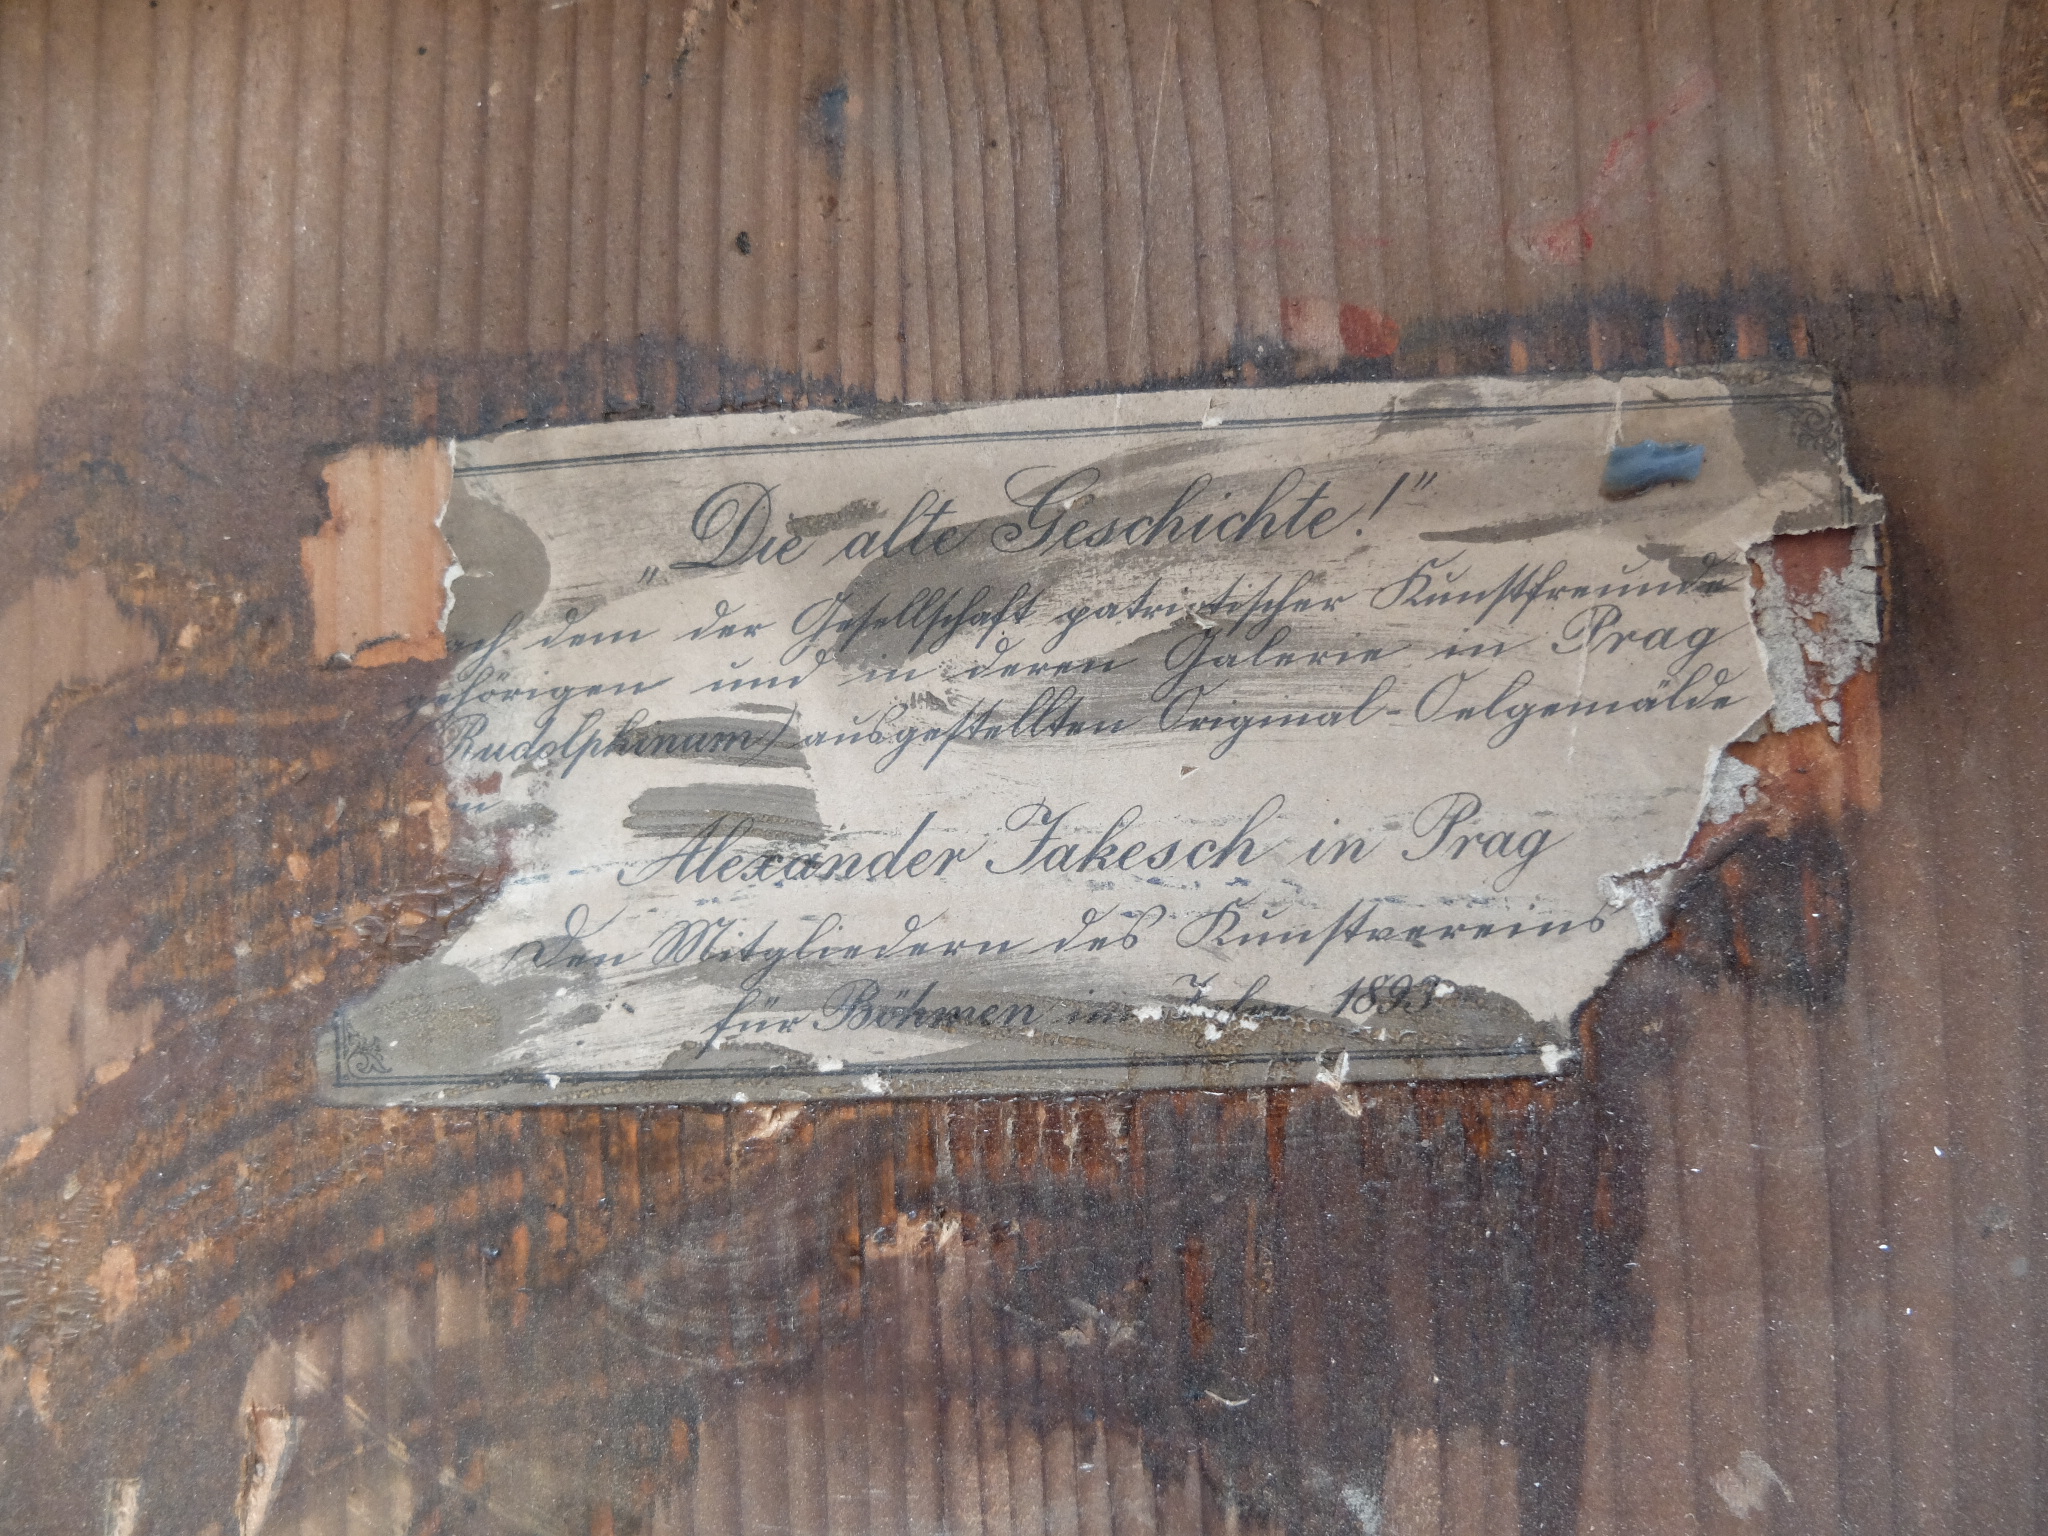 „Die alte Geschichte!”
ach dem der Gesellschaft patriotischer Kunstfreunde
gehörigen und in deren Galerie in Prag
Rudolphinum) ausgestellten Original-Oelgemälde
Alexander Jakesch in Prag
Den Mitgliedern des Kunstvereins
für Böhmen im Jahre 1893